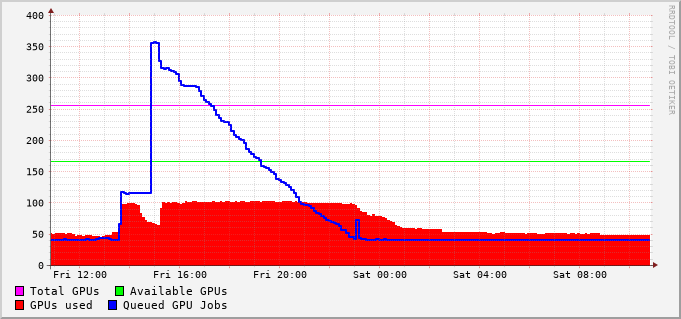 400
350
300
250
200
150
100
50
0
Fri 12:00 Fri 16:00 Fri 20:00 Sat 00:00 Sat 04:00 Sat 08:00
Total GPUs Available GPUs
GPUs used Queued GPU Jobs
RRDTOOL / TOBI OETIKER